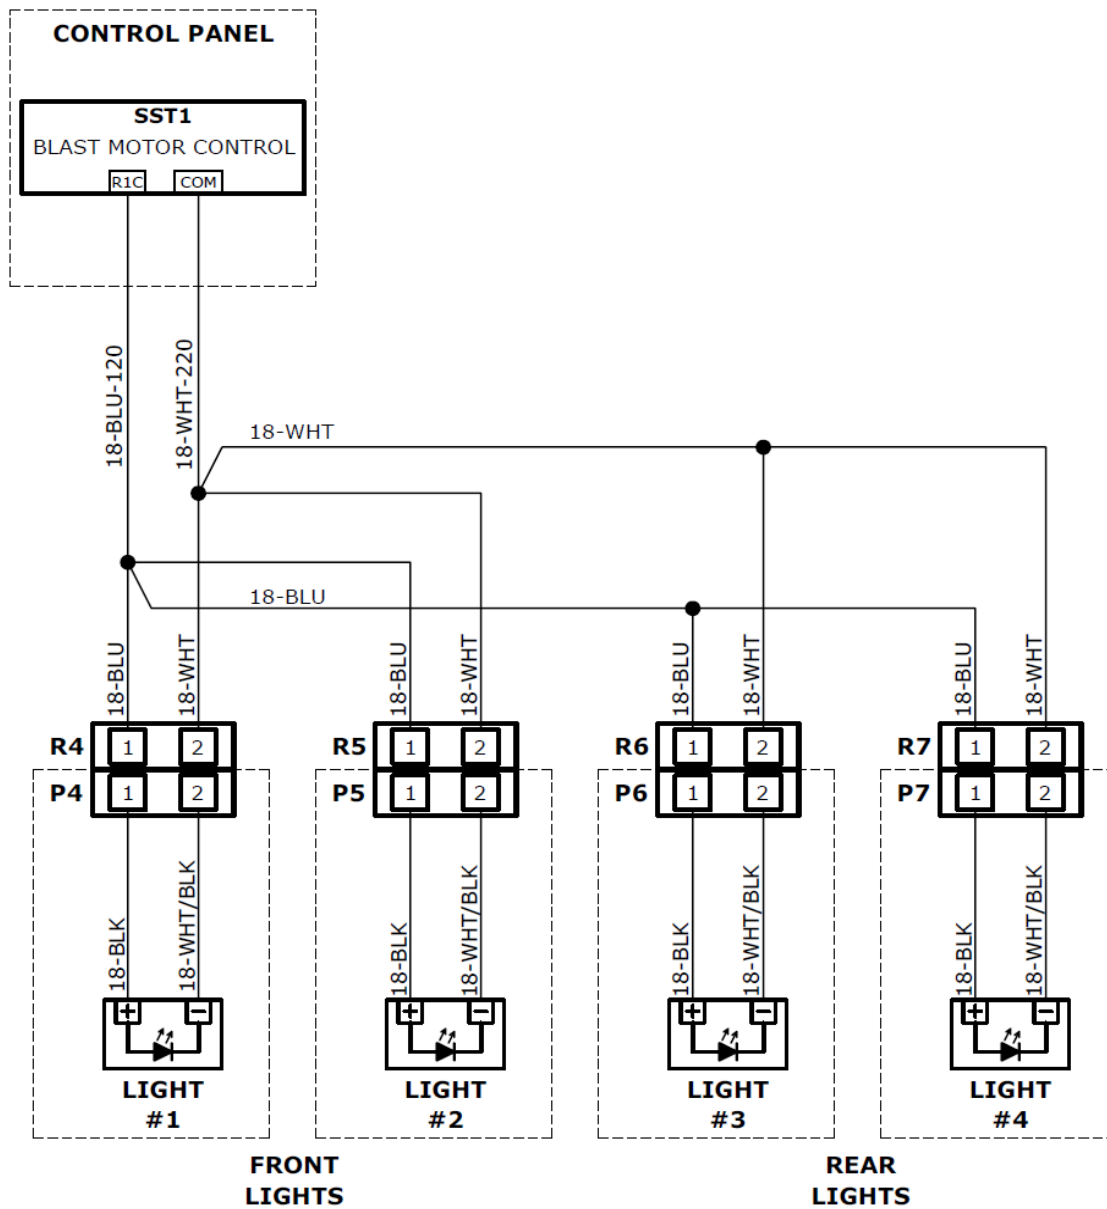 CONTROL PANEL
SST1
BLAST MOTOR CONTROL
R1C COM
18-BLU-120
18-WHT-220
18-WHT
18-BLU
18-BLU
18-WHT
18-BLU
18-WHT
18-BLU
18-WHT
18-BLU
18-WHT
R4 1 2
R5 1 2
R6 1 2
R7 1 2
P4 1 2
P5 1 2
P6 1 2
P7 1 2
18-BLK
18-WHT/BLK
18-BLK
18-WHT/BLK
18-BLK
18-WHT/BLK
18-BLK
18-WHT/BLK
+ −
+ −
+ −
+ −
LIGHT
#1
LIGHT
#2
LIGHT
#3
LIGHT
#4
FRONT
LIGHTS
REAR
LIGHTS